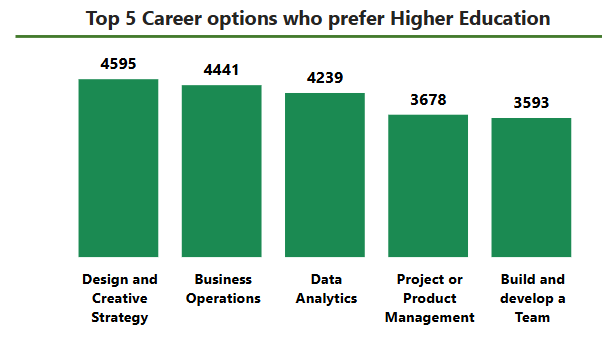 Top 5 Career options who prefer Higher Education
4595
4441
4239
3678
3593
Design and
Creative
Strategy
Business
Operations
Data
Analytics
Project or
Product
Management
Build and
develop a
Team